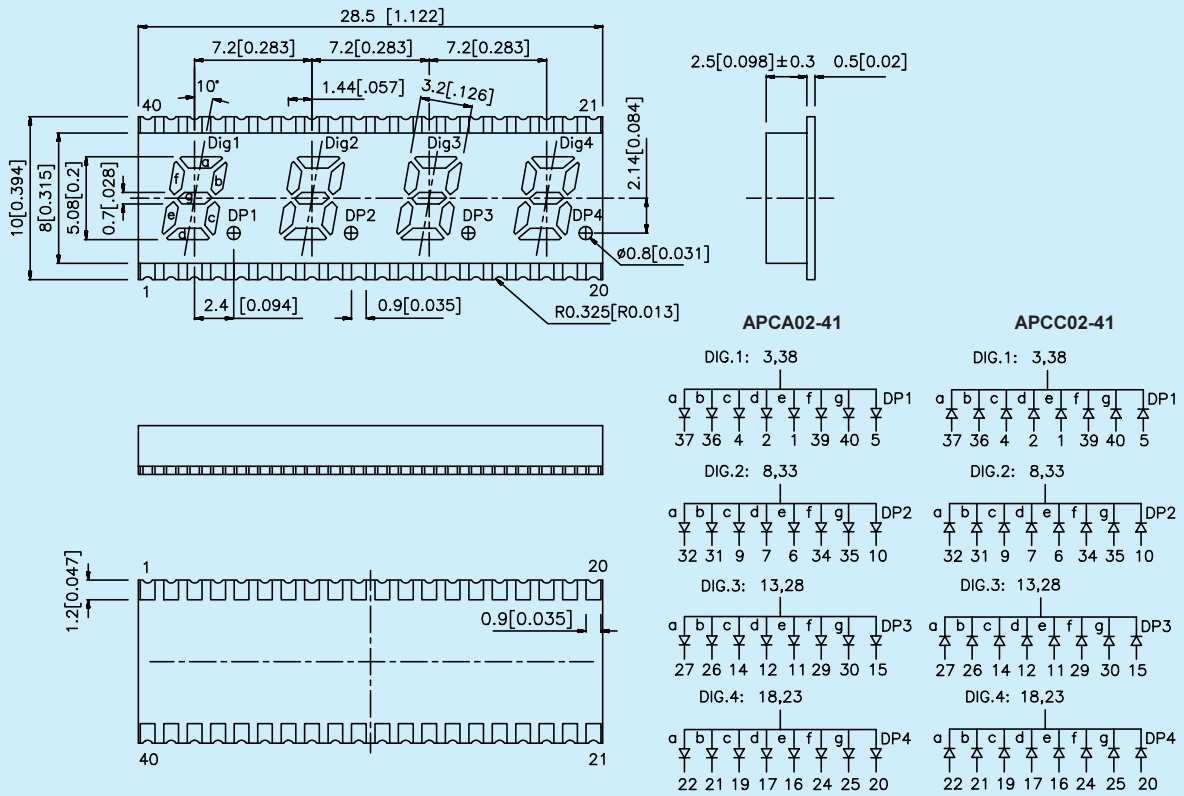 28.5 [1.122]
7.2[0.283] 7.2[0.283] 7.2[0.283]
10° 1.44[.057] 3.2[.126]
2.5[0.098]±0.3 0.5[0.02]
40 21
Dig1 Dig2 Dig3 Dig4
a
f b
g
e c
d
DP1 DP2 DP3 DP4
10[0.394]
8[0.315]
5.08[0.2]
0.7[.028]
2.14[0.084]
ø0.8[0.031]
1 20
2.4 [0.094] 0.9[0.035] R0.325[R0.013]
1 20
1.2[0.047]
0.9[0.035]
40 21
APCA02-41
DIG.1: 3,38
a b c d e f g DP1
37 36 4 2 1 39 40 5
DIG.2: 8,33
a b c d e f g DP2
32 31 9 7 6 34 35 10
DIG.3: 13,28
a b c d e f g DP3
27 26 14 12 11 29 30 15
DIG.4: 18,23
a b c d e f g DP4
22 21 19 17 16 24 25 20
APCC02-41
DIG.1: 3,38
a b c d e f g DP1
37 36 4 2 1 39 40 5
DIG.2: 8,33
a b c d e f g DP2
32 31 9 7 6 34 35 10
DIG.3: 13,28
a b c d e f g DP3
27 26 14 12 11 29 30 15
DIG.4: 18,23
a b c d e f g DP4
22 21 19 17 16 24 25 20